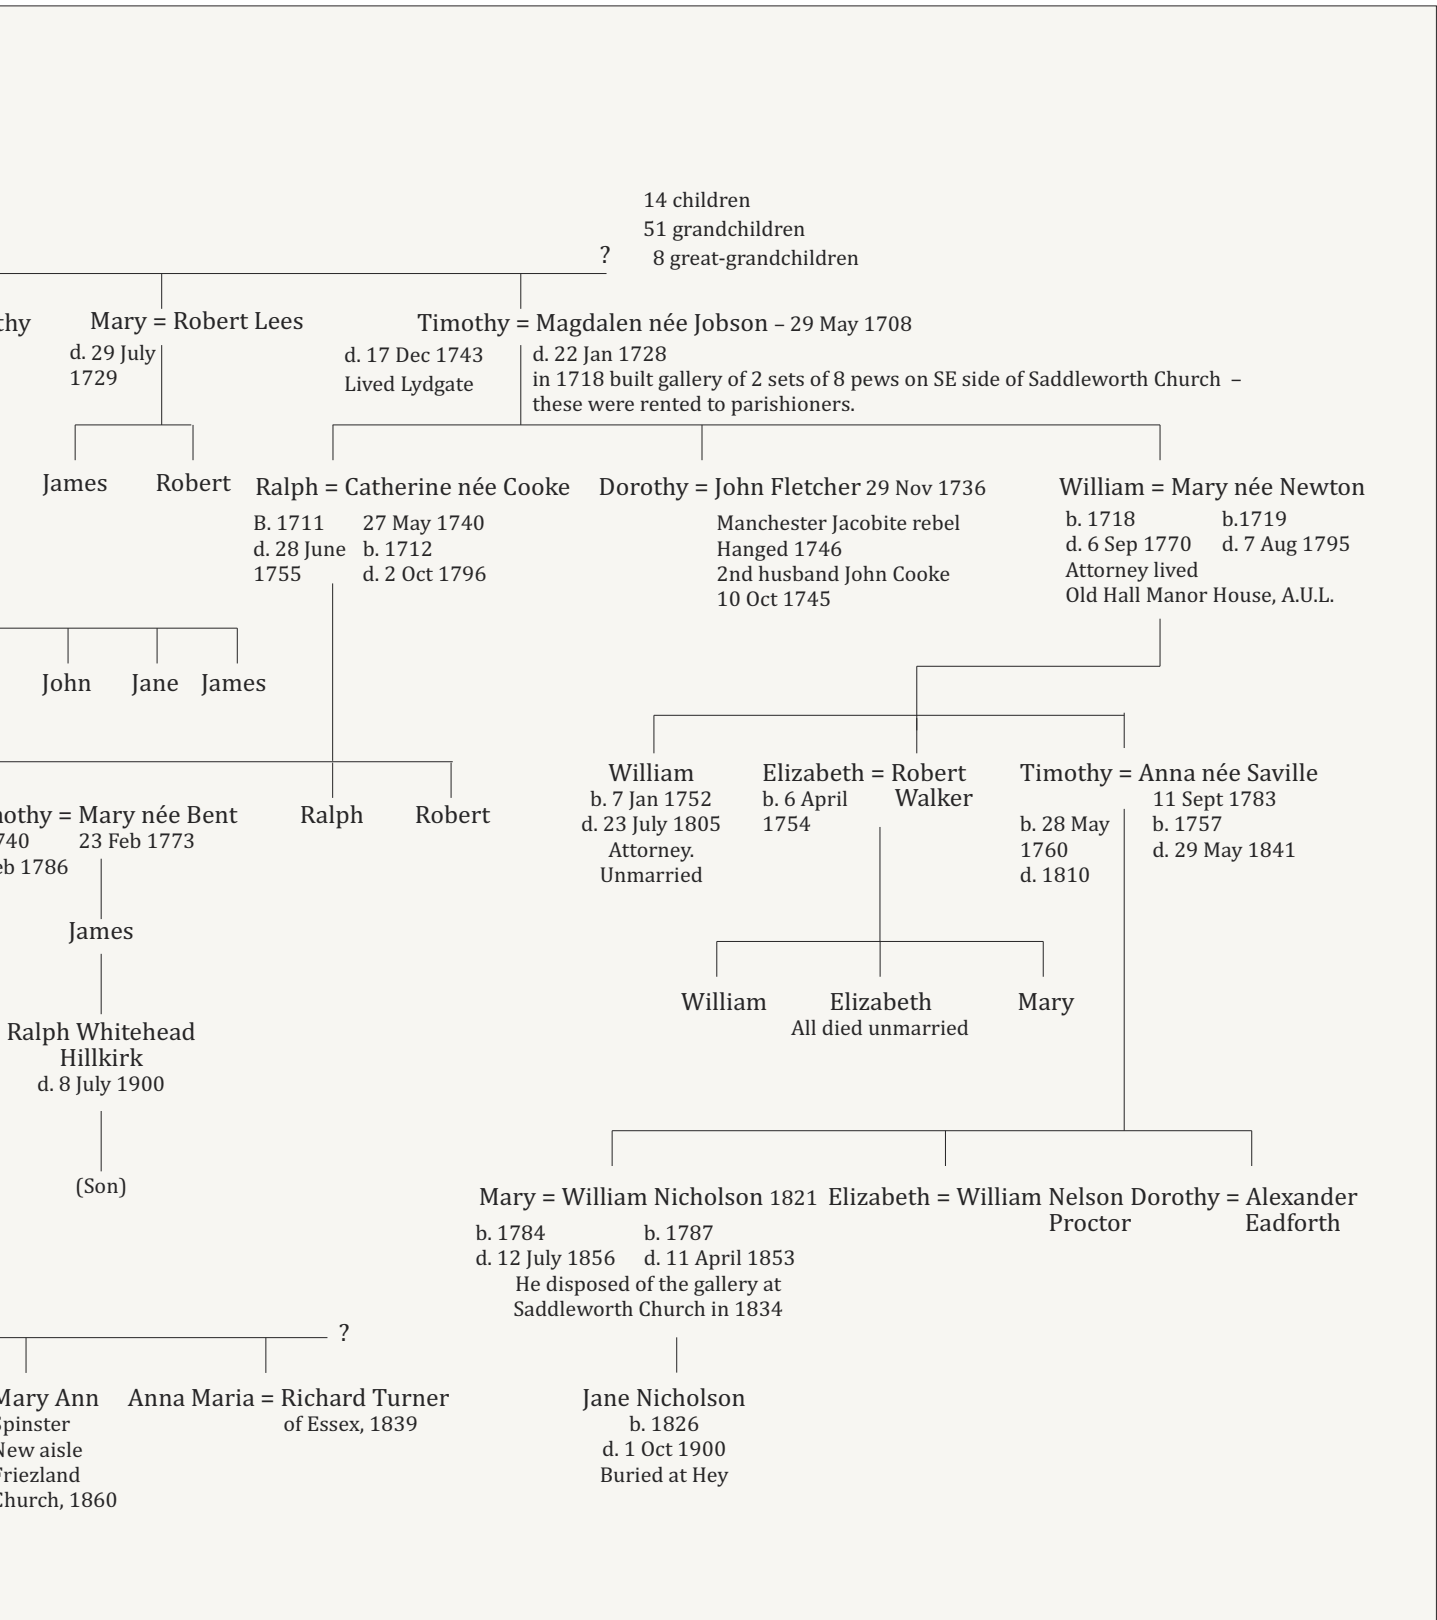 14 children
51 grandchildren
8 great-grandchildren
?
thy
Mary = Robert Lees
d. 29 July
1729
Timothy = Magdalen née Jobson – 29 May 1708
d. 17 Dec 1743
Lived Lydgate
d. 22 Jan 1728
in 1718 built gallery of 2 sets of 8 pews on SE side of Saddleworth Church –
these were rented to parishioners.
James
Robert
Ralph = Catherine née Cooke
B. 1711
d. 28 June
1755
27 May 1740
b. 1712
d. 2 Oct 1796
Dorothy = John Fletcher 29 Nov 1736
Manchester Jacobite rebel
Hanged 1746
2nd husband John Cooke
10 Oct 1745
William = Mary née Newton
b. 1718
d. 6 Sep 1770
b.1719
d. 7 Aug 1795
Attorney lived
Old Hall Manor House, A.U.L.
John
Jane
James
William
b. 7 Jan 1752
d. 23 July 1805
Attorney.
Unmarried
Elizabeth = Robert
Walker
b. 6 April
1754
Timothy = Anna née Saville
11 Sept 1783
b. 28 May
1760
d. 1810
b. 1757
d. 29 May 1841
nothy = Mary née Bent
740
23 Feb 1773
eb 1786
Ralph
Robert
James
Ralph Whitehead
Hillkirk
d. 8 July 1900
(Son)
William
Elizabeth
Mary
All died unmarried
Mary = William Nicholson 1821
b. 1784
d. 12 July 1856
b. 1787
d. 11 April 1853
He disposed of the gallery at
Saddleworth Church in 1834
Elizabeth = William Nelson
Proctor
Dorothy = Alexander
Eadforth
?
Mary Ann
Spinster
New aisle
Friezland
Church, 1860
Anna Maria = Richard Turner
of Essex, 1839
Jane Nicholson
b. 1826
d. 1 Oct 1900
Buried at Hey